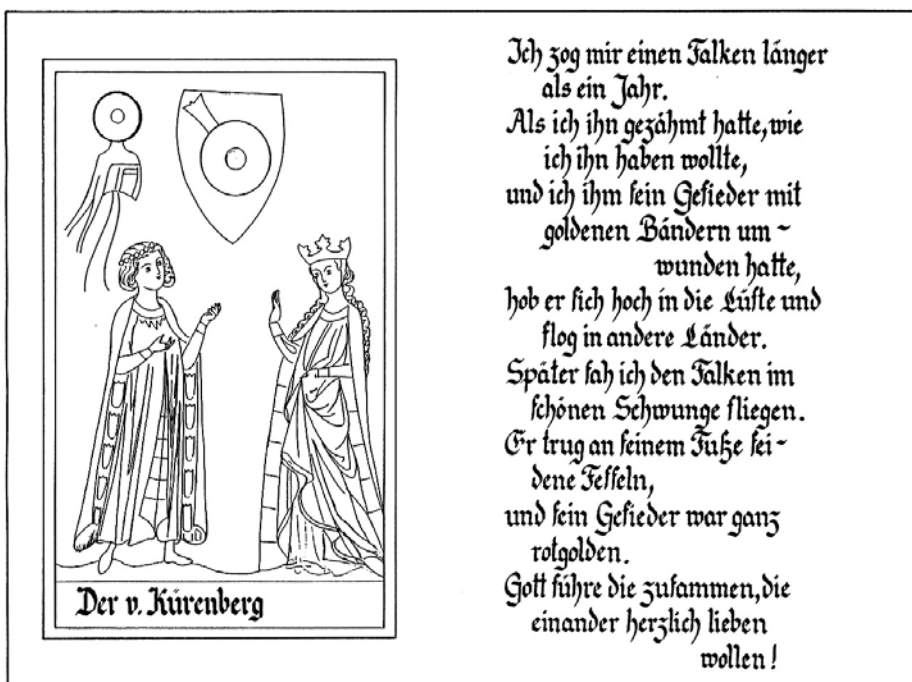 Ich zog mir einen Falken länger
als ein Jahr.
Als ich ihn gezähmt hatte, wie
ich ihn haben wollte,
und ich ihm sein Gefieder mit
goldenen Bändern um-
wunden hatte,
hob er sich hoch in die Lüfte und
flog in andere Länder.
Später sah ich den Falken im
schönen Schwunge fliegen.
Er trug an seinem Fuße sei-
dene Fesseln,
und sein Gefieder war ganz
rotgolden.
Gott führe die zusammen, die
einander herzlich lieben
wollen!
Der v. Kürenberg